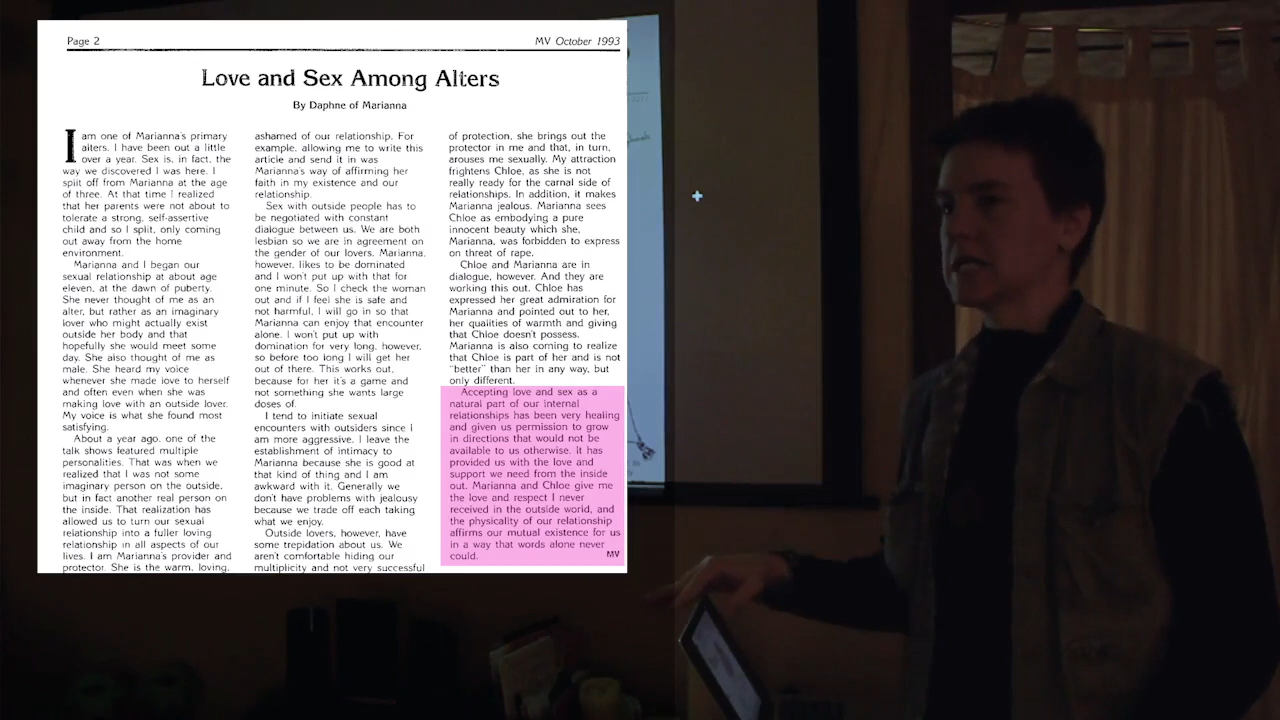 Page 2
MV October 1993
Love and Sex Among Alters
By Daphne of Marianna
I am one of Marianna's primary
alters. I have been out a little
over a year. Sex is, in fact, the
way we discovered I was here. I
split off from Marianna at the age
of three. At that time I realized
that her parents were not about to
tolerate a strong, self-assertive
child and so I split, only coming
out away from the home
environment.
Marianna and I began our
sexual relationship at about age
eleven, at the dawn of puberty.
She never thought of me as an
alter, but rather as an imaginary
lover who might actually exist
outside her body and that
hopefully she would meet some
day. She also thought of me as
male. She heard my voice
whenever she made love to herself
and often even when she was
making love with an outside lover.
My voice is what she found most
satisfying.
About a year ago, one of the
talk shows featured multiple
personalities. That was when we
realized that I was not some
imaginary person on the outside,
but in fact another real person on
the inside. That realization has
allowed us to turn our sexual
relationship into a fuller loving
relationship in all aspects of our
lives. I am Marianna's provider and
protector. She is the warm, loving,
ashamed of our relationship. For
example, allowing me to write this
article and send it in was
Marianna's way of affirming her
faith in my existence and our
relationship.
Sex with outside people has to
be negotiated with constant
dialogue between us. We are both
lesbian so we are in agreement on
the gender of our lovers. Marianna,
however, likes to be dominated
and I won't put up with that for
one minute. So I check the woman
out and if I feel she is safe and
not harmful, I will go in so that
Marianna can enjoy that encounter
alone. I won't put up with
domination for very long, however,
so before too long I will get her
out of there. This works out,
because for her it's a game and
not something she wants large
doses of.
I tend to initiate sexual
encounters with outsiders since I
am more aggressive. I leave the
establishment of intimacy to
Marianna because she is good at
that kind of thing and I am
awkward with it. Generally we
don't have problems with jealousy
because we trade off each taking
what we enjoy.
Outside lovers, however, have
some trepidation about us. We
aren't comfortable hiding our
multiplicity and not very successful
of protection, she brings out the
protector in me and that, in turn,
arouses me sexually. My attraction
frightens Chloe, as she is not
really ready for the carnal side of
relationships. In addition, it makes
Marianna jealous. Marianna sees
Chloe as embodying a pure
innocent beauty which she,
Marianna, was forbidden to express
on threat of rape.
Chloe and Marianna are in
dialogue, however. And they are
working this out. Chloe has
expressed her great admiration for
Marianna and pointed out to her,
her qualities of warmth and giving
that Chloe doesn't possess.
Marianna is also coming to realize
that Chloe is part of her and is not
"better" than her in any way, but
only different.
Accepting love and sex as a
natural part of our internal
relationships has been very healing
and given us permission to grow
in directions that would not be
available to us otherwise. It has
provided us with the love and
support we need from the inside
out. Marianna and Chloe give me
the love and respect I never
received in the outside world, and
the physicality of our relationship
affirms our mutual existence for us
in a way that words alone never
could. MV